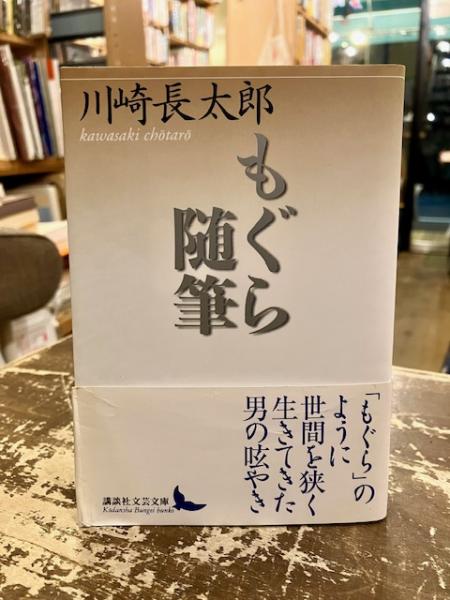 川崎長太郎
kawasaki chōtarō
もぐら
随筆
「もぐら」の
ように
世間を狭く
生きてきた
男の呟やき
講談社文芸文庫
Kodansha Bungei bunko